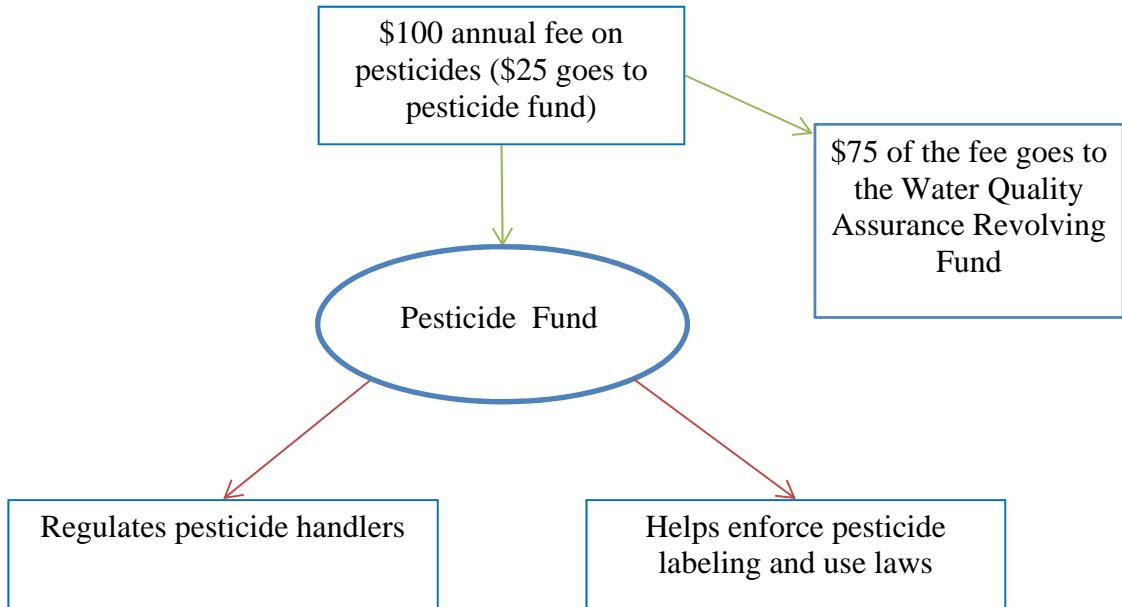 $100 annual fee on
pesticides ($25 goes to
pesticide fund)
$75 of the fee goes to
the Water Quality
Assurance Revolving
Fund
Pesticide Fund
Regulates pesticide handlers
Helps enforce pesticide
labeling and use laws